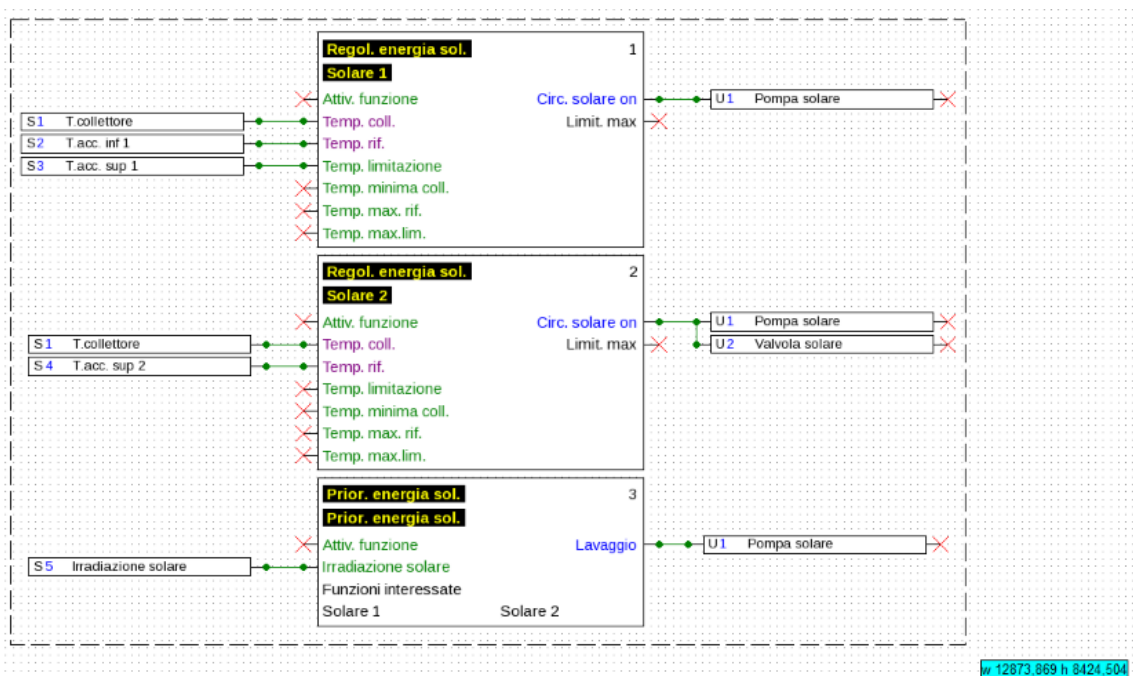 Regol. energia sol. 1
Solare 1
Attiv. funzione Circ. solare on U1 Pompa solare
S1 T.collettore Temp. coll. Limit. max
S2 T.acc. inf 1 Temp. rif.
S3 T.acc. sup 1 Temp. limitazione
Temp. minima coll.
Temp. max. rif.
Temp. max.lim.
Regol. energia sol. 2
Solare 2
Attiv. funzione Circ. solare on U1 Pompa solare
S1 T.collettore Temp. coll. Limit. max U2 Valvola solare
S4 T.acc. sup 2 Temp. rif.
Temp. limitazione
Temp. minima coll.
Temp. max. rif.
Temp. max.lim.
Prior. energia sol. 3
Prior. energia sol.
Attiv. funzione Lavaggio U1 Pompa solare
S5 Irradiazione solare Irradiazione solare
Funzioni interessate
Solare 1 Solare 2
w 12873,869 h 8424,504